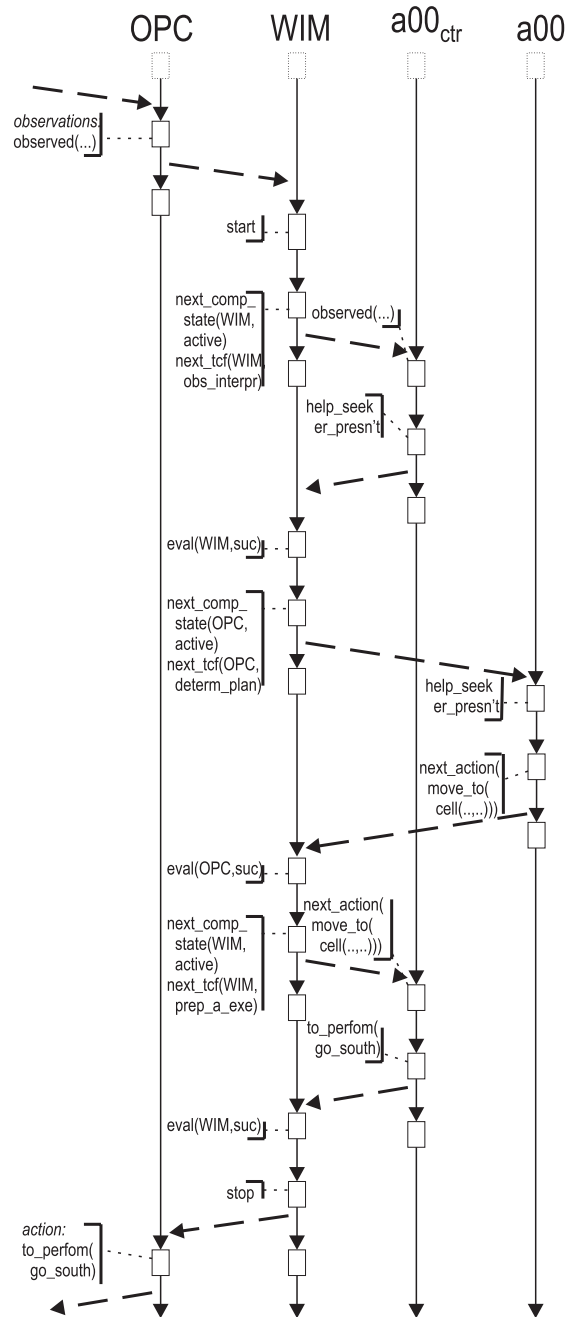 OPC WIM a00ctr a00
observations:
observed(...)
start
next_comp_
state(WIM,
active)
next_tcf(WIM,
obs_interpr)
observed(...)
help_seek
er_presn't
eval(WIM,suc)
next_comp_
state(OPC,
active)
next_tcf(OPC,
determ_plan)
help_seek
er_presn't
next_action(
move_to(
cell(..,..)))
eval(OPC,suc)
next_action(
move_to(
cell(..,..)))
next_comp_
state(WIM,
active)
next_tcf(WIM,
prep_a_exe)
to_perfom(
go_south)
eval(WIM,suc)
stop
action:
to_perfom(
go_south)